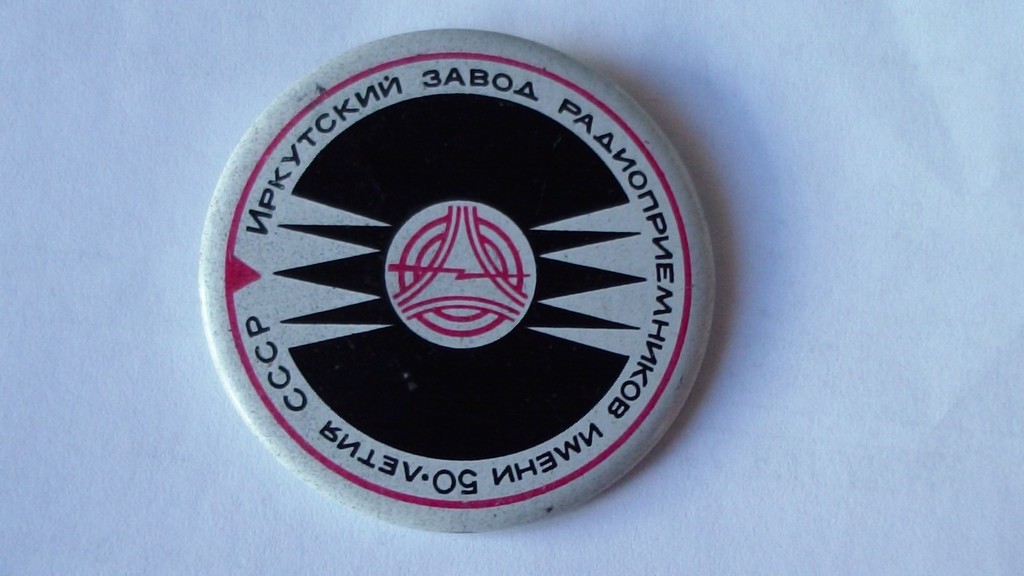 ИРКУТСКИЙ ЗАВОД РАДИОПРИЕМНИКОВ ИМЕНИ 50·ЛЕТИЯ СССР